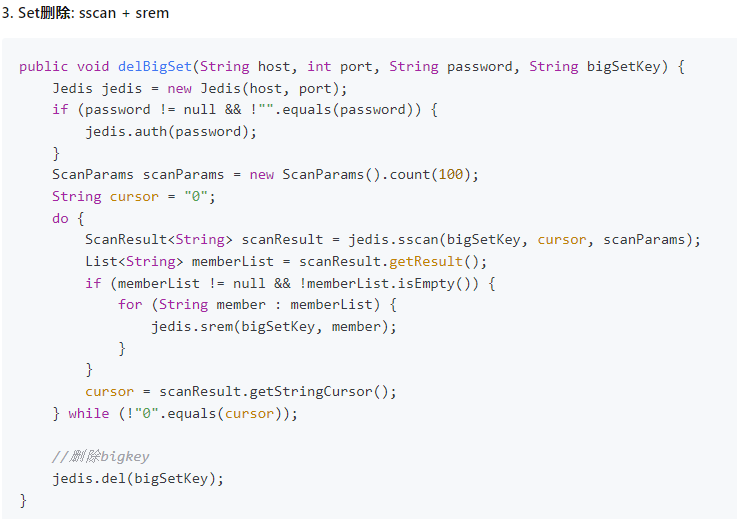 3. Set删除: sscan + srem
public void delBigSet(String host, int port, String password, String bigSetKey) {
    Jedis jedis = new Jedis(host, port);
    if (password != null && !"".equals(password)) {
        jedis.auth(password);
    }
    ScanParams scanParams = new ScanParams().count(100);
    String cursor = "0";
    do {
        ScanResult<String> scanResult = jedis.sscan(bigSetKey, cursor, scanParams);
        List<String> memberList = scanResult.getResult();
        if (memberList != null && !memberList.isEmpty()) {
            for (String member : memberList) {
                jedis.srem(bigSetKey, member);
            }
        }
        cursor = scanResult.getStringCursor();
    } while (!"0".equals(cursor));
    //删除bigkey
    jedis.del(bigSetKey);
}